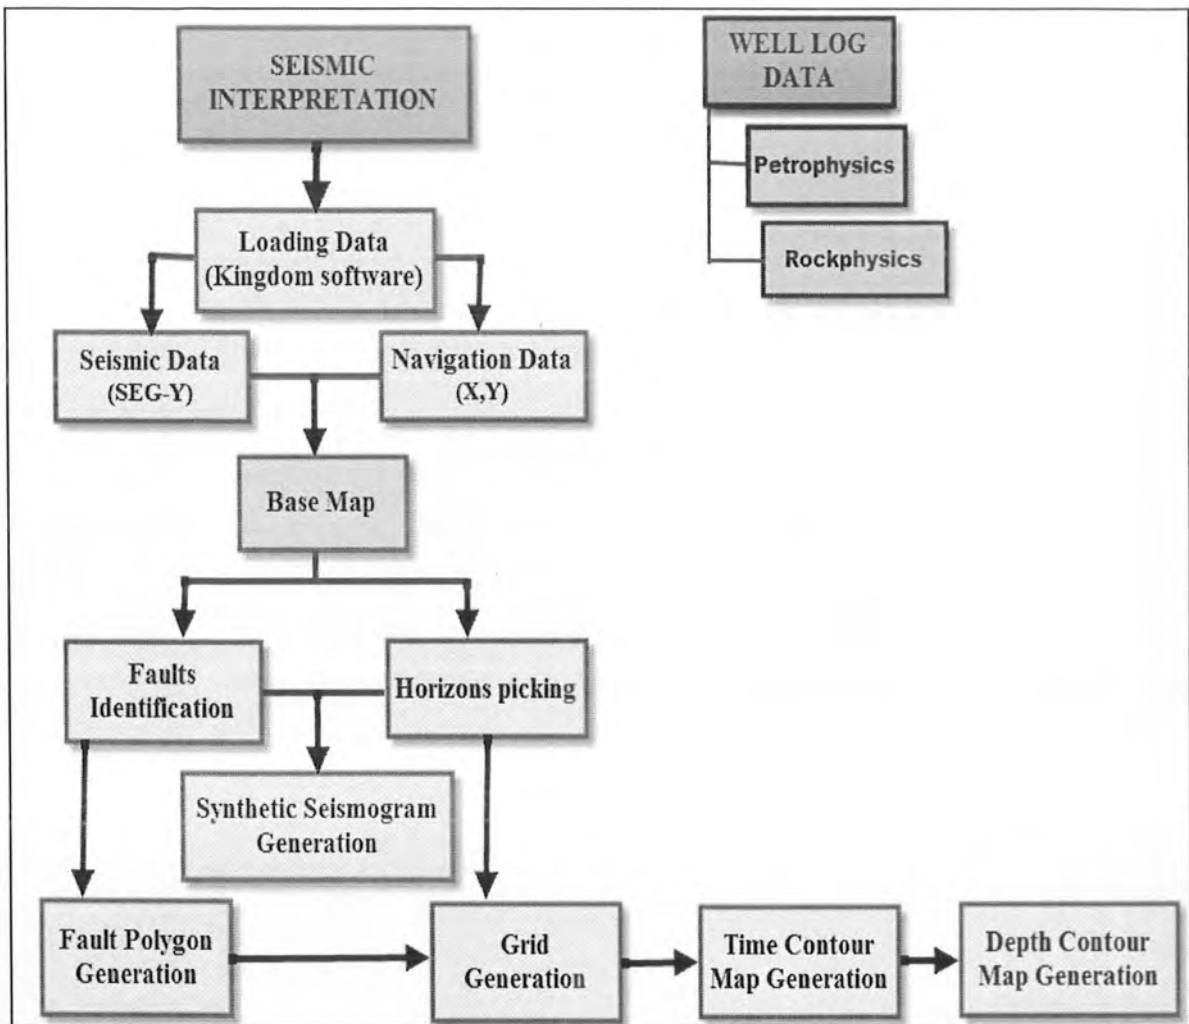 SEISMIC
INTERPRETATION
WELL LOG
DATA
Petrophysics
Rockphysics
Loading Data
(Kingdom software)
Seismic Data
(SEG-Y)
Navigation Data
(X,Y)
Base Map
Faults
Identification
Horizons picking
Synthetic Seismogram
Generation
Fault Polygon
Generation
Grid
Generation
Time Contour
Map Generation
Depth Contour
Map Generation